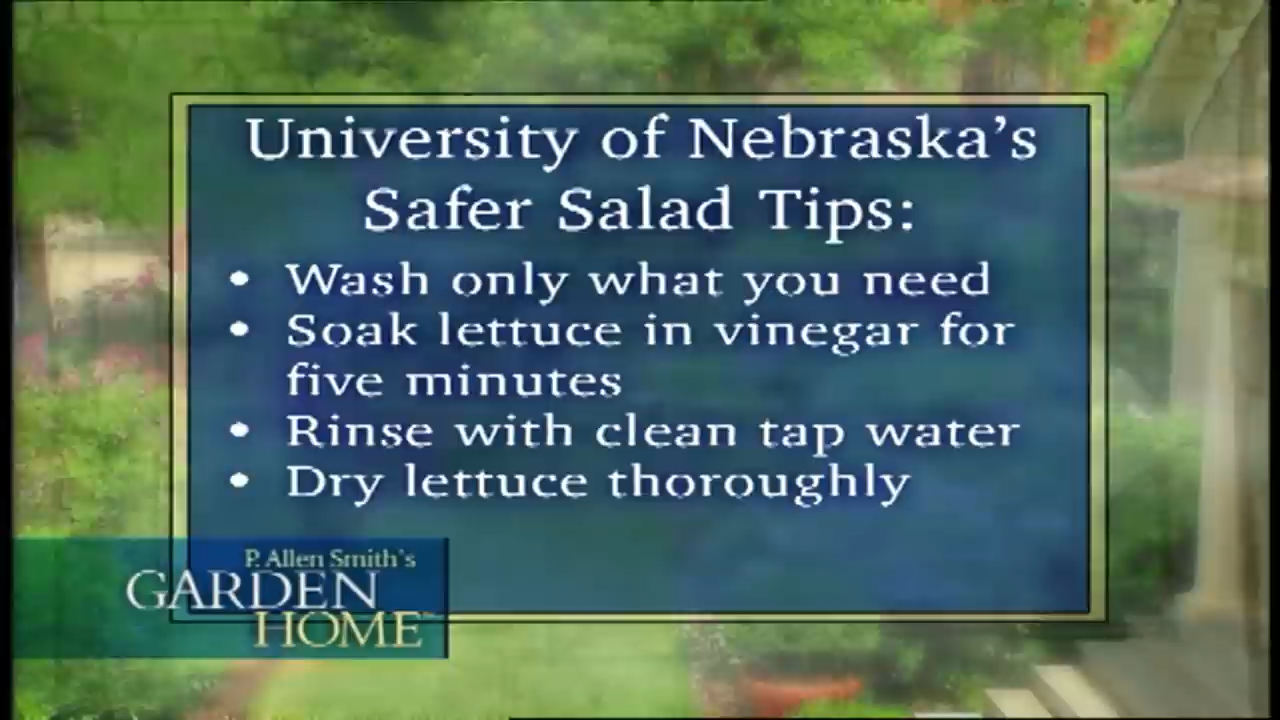 University of Nebraska's
Safer Salad Tips:
• Wash only what you need
• Soak lettuce in vinegar for
five minutes
• Rinse with clean tap water
• Dry lettuce thoroughly
P. Allen Smith's
GARDEN
HOME™